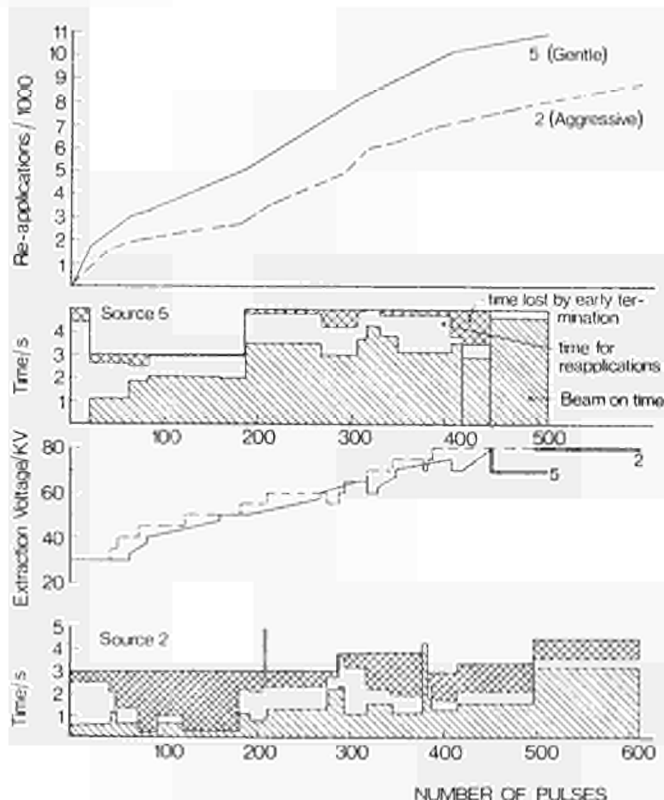 Re-applications/1000
11
10
9
8
7
6
5
4
3
2
1
5 (Gentle)
2 (Aggressive)
Time/s
4
3
2
1
Source 5
time lost by early ter-
mination
time for
reapplications
Beam on time
100 200 300 400 500
Extraction Voltage/KV
80
60
40
20
2
5
Time/s
5
4
3
2
1
Source 2
100 200 300 400 500 600
NUMBER OF PULSES